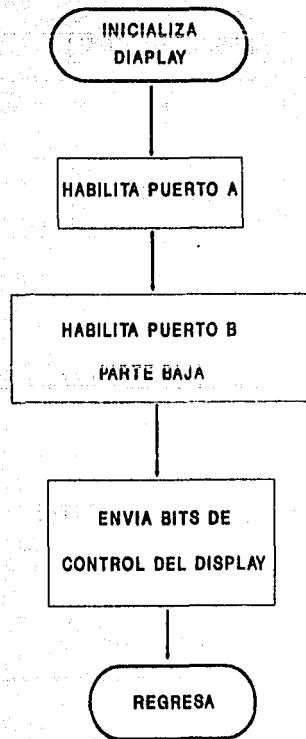 INICIALIZA
DIAPLAY
HABILITA PUERTO A
HABILITA PUERTO B
PARTE BAJA
ENVIA BITS DE
CONTROL DEL DISPLAY
REGRESA